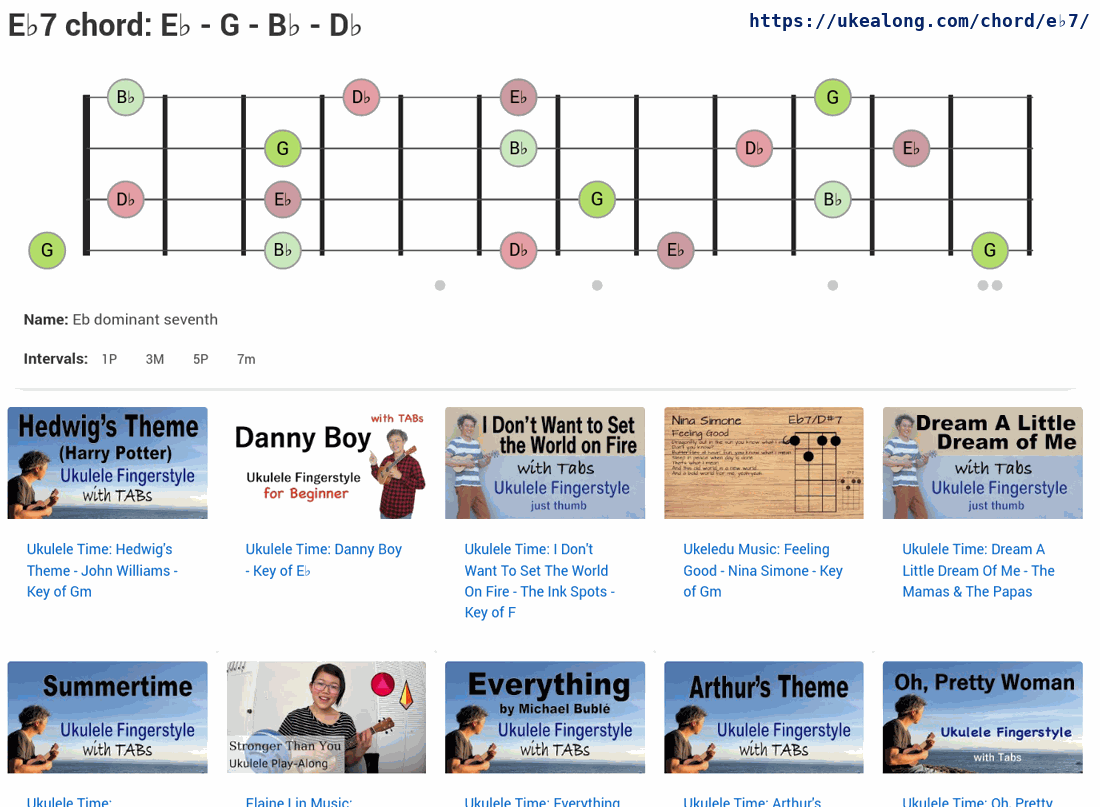 E♭7 chord: E♭ - G - B♭ - D♭
https://ukealong.com/chord/e♭7/
B♭ D♭ E♭ G
G B♭ D♭ E♭
D♭ E♭ G B♭
G B♭ D♭ E♭ G
Name: Eb dominant seventh
Intervals: 1P 3M 5P 7m
Hedwig's Theme
(Harry Potter)
Ukulele Fingerstyle
with TABs
with TABs
Danny Boy
Ukulele Fingerstyle
for Beginner
I Don't Want to Set
the World on Fire
with Tabs
Ukulele Fingerstyle
just thumb
Nina Simone
Feeling Good
Eb7/D#7
Dream A Little
Dream of Me
with Tabs
Ukulele Fingerstyle
just thumb
Ukulele Time: Hedwig's
Theme - John Williams -
Key of Gm
Ukulele Time: Danny Boy
- Key of E♭
Ukulele Time: I Don't
Want To Set The World
On Fire - The Ink Spots -
Key of F
Ukeledu Music: Feeling
Good - Nina Simone - Key
of Gm
Ukulele Time: Dream A
Little Dream Of Me - The
Mamas & The Papas
Summertime
Ukulele Fingerstyle
with TABs
Stronger Than You
Ukulele Play-Along
Everything
by Michael Bublé
Ukulele Fingerstyle
with TABs
Arthur's Theme
Ukulele Fingerstyle
with TABs
Oh, Pretty Woman
Ukulele Fingerstyle
with Tabs
Ukulele Time:
Elaine Lin Music:
Ukulele Time: Everything
Ukulele Time: Arthur's
Ukulele Time: Oh, Pretty